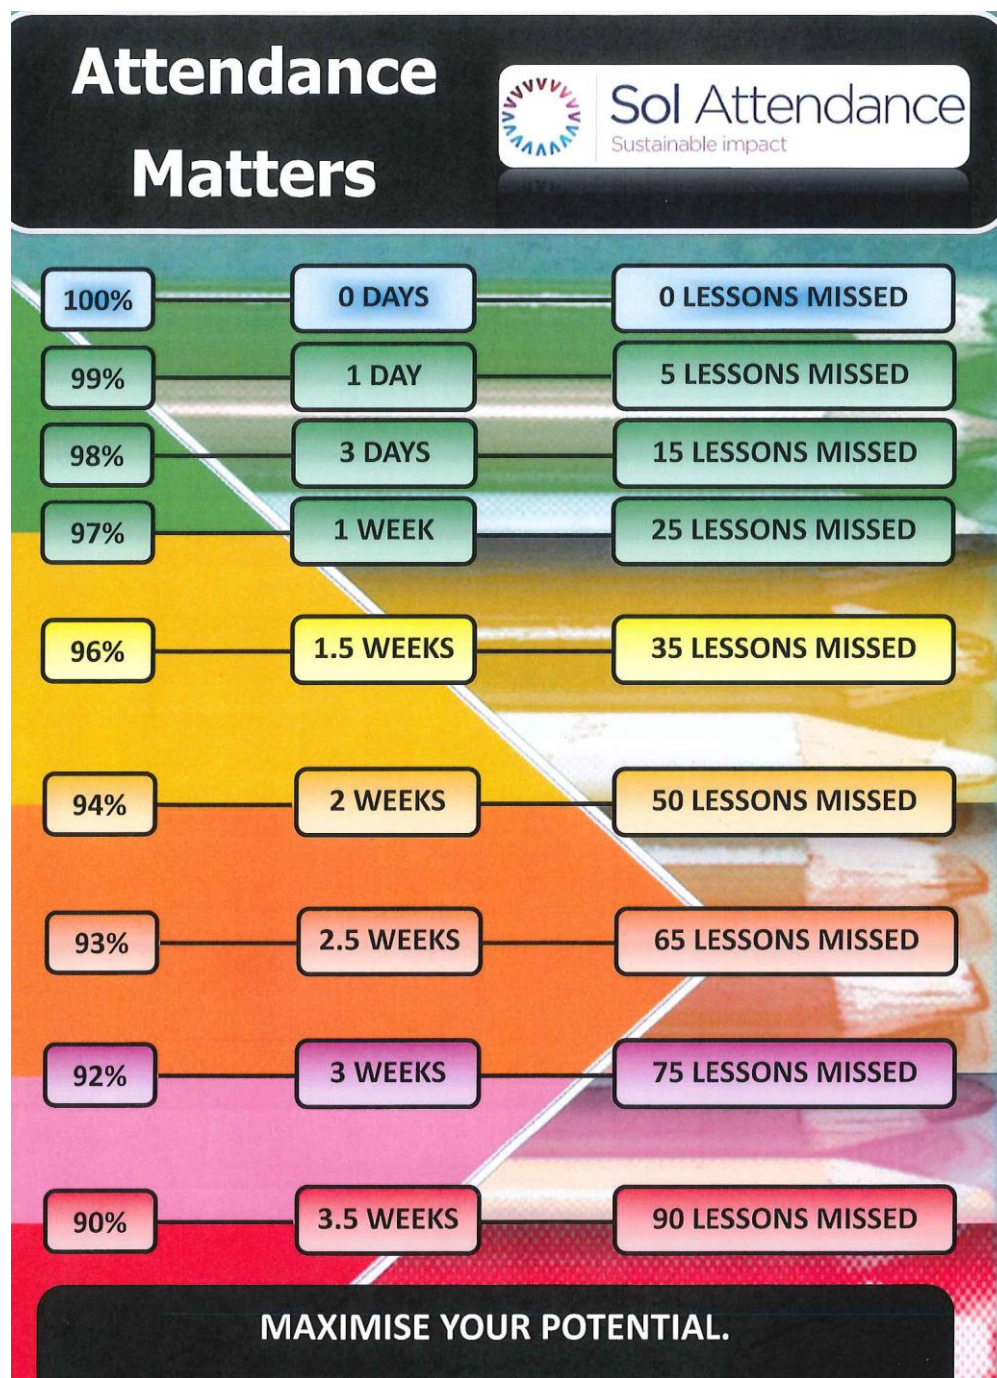 Attendance
Matters
Sol Attendance
Sustainable impact
100% 0 DAYS 0 LESSONS MISSED
99% 1 DAY 5 LESSONS MISSED
98% 3 DAYS 15 LESSONS MISSED
97% 1 WEEK 25 LESSONS MISSED
96% 1.5 WEEKS 35 LESSONS MISSED
94% 2 WEEKS 50 LESSONS MISSED
93% 2.5 WEEKS 65 LESSONS MISSED
92% 3 WEEKS 75 LESSONS MISSED
90% 3.5 WEEKS 90 LESSONS MISSED
MAXIMISE YOUR POTENTIAL.